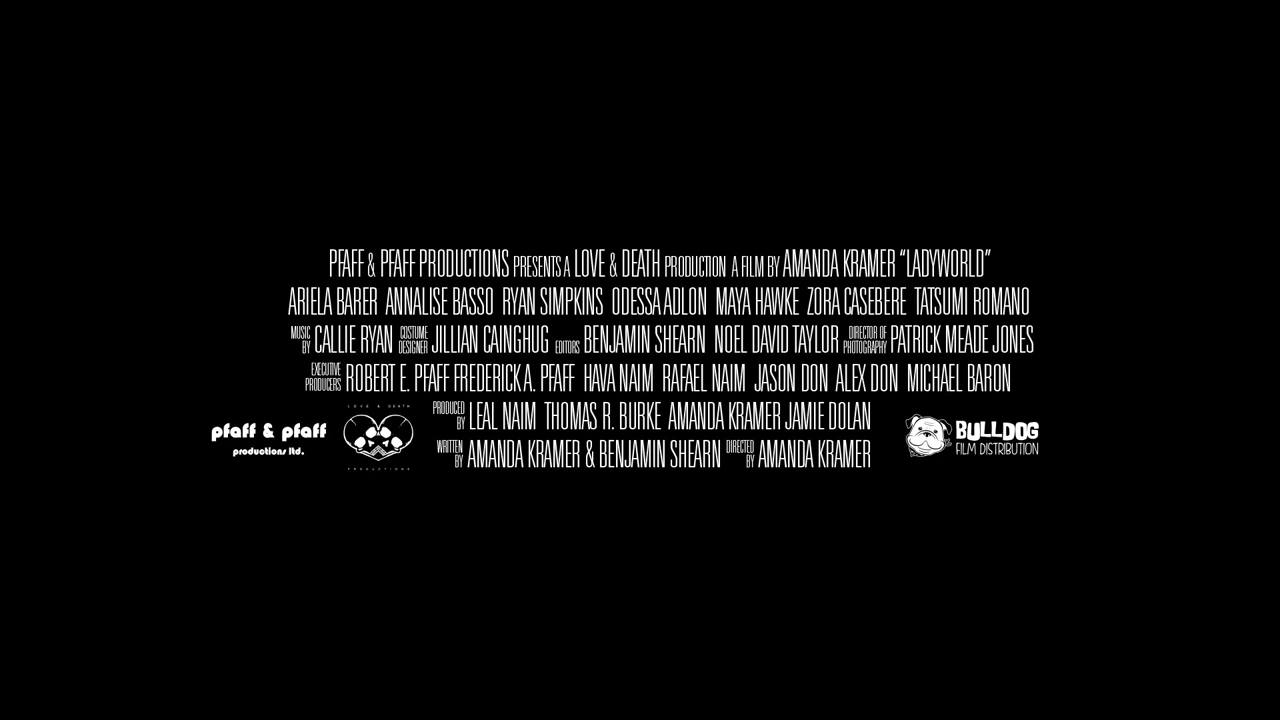 PFAFF & PFAFF PRODUCTIONS PRESENTS A LOVE & DEATH PRODUCTION A FILM BY AMANDA KRAMER “LADYWORLD”
ARIELA BARER ANNALISE BASSO RYAN SIMPKINS ODESSA ADLON MAYA HAWKE ZORA CASEBERE TATSUMI ROMANO
MUSIC BY CALLIE RYAN COSTUME DESIGNER JILLIAN CAINGHUG EDITORS BENJAMIN SHEARN NOEL DAVID TAYLOR DIRECTOR OF PHOTOGRAPHY PATRICK MEADE JONES
EXECUTIVE PRODUCERS ROBERT E. PFAFF FREDERICK A. PFAFF HAVA NAIM RAFAEL NAIM JASON DON ALEX DON MICHAEL BARON
PRODUCED BY LEAL NAIM THOMAS R. BURKE AMANDA KRAMER JAMIE DOLAN
WRITTEN BY AMANDA KRAMER & BENJAMIN SHEARN DIRECTED BY AMANDA KRAMER
pfaff & pfaff
productions ltd.
LOVE & DEATH
PRODUCTIONS
BULLDOG
FILM DISTRIBUTION